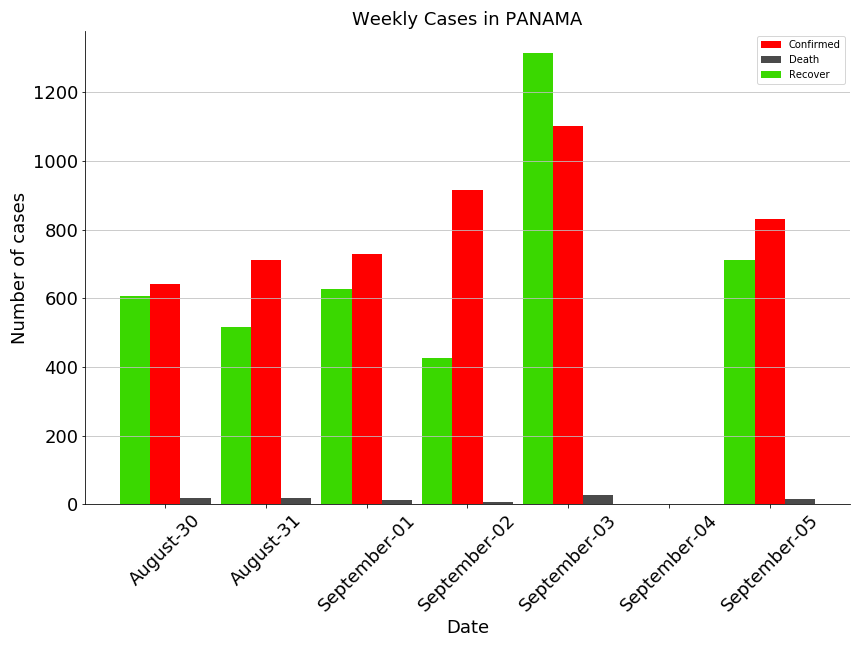 Weekly Cases in PANAMA
Confirmed
Death
Recover
Number of cases
1200
1000
800
600
400
200
0
August-30
August-31
September-01
September-02
September-03
September-04
September-05
Date